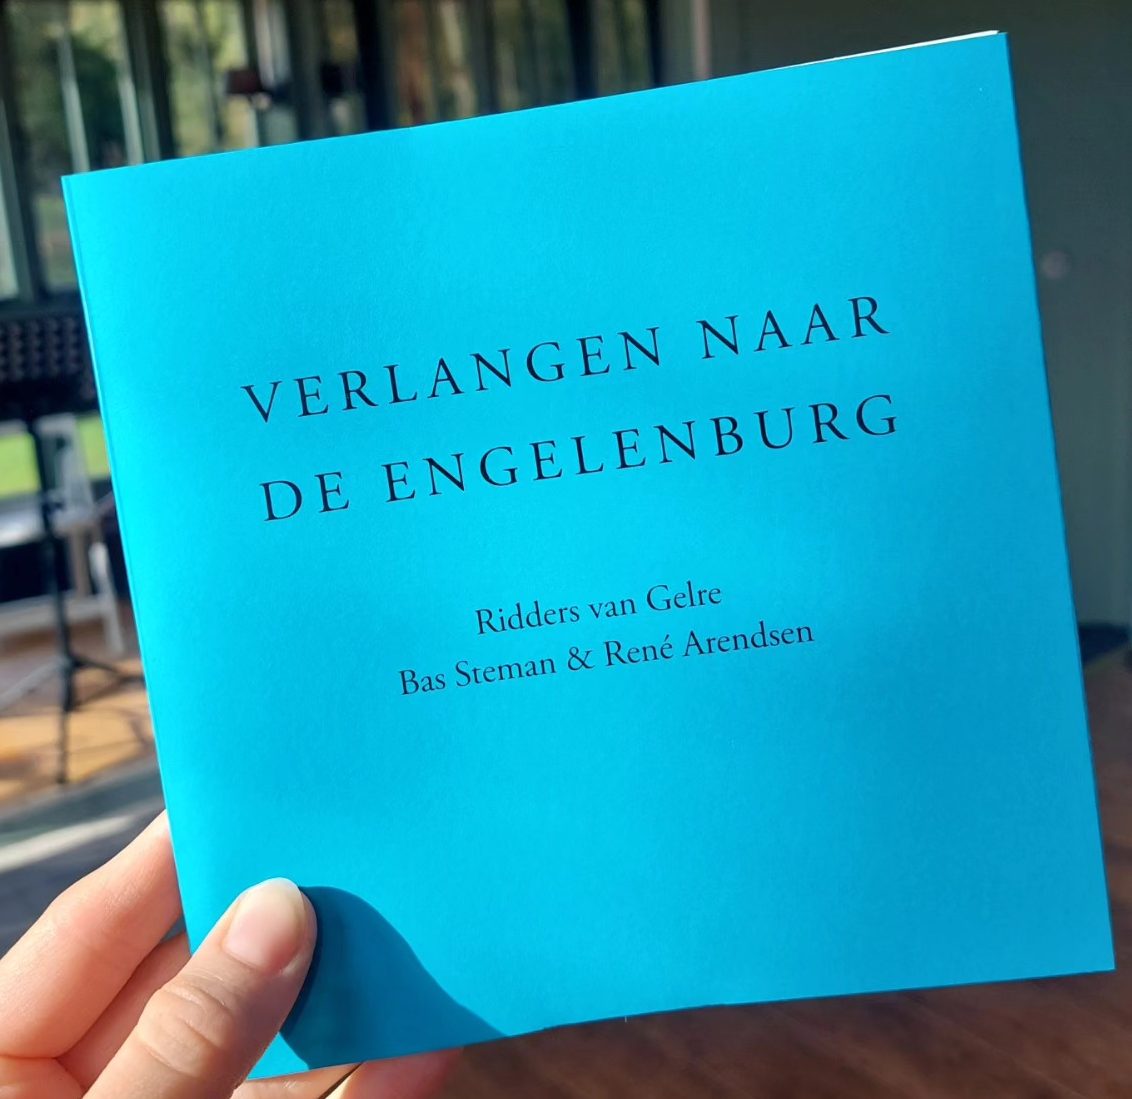 VERLANGEN NAAR
DE ENGELENBURG
Ridders van Gelre
Bas Steman & René Arendsen